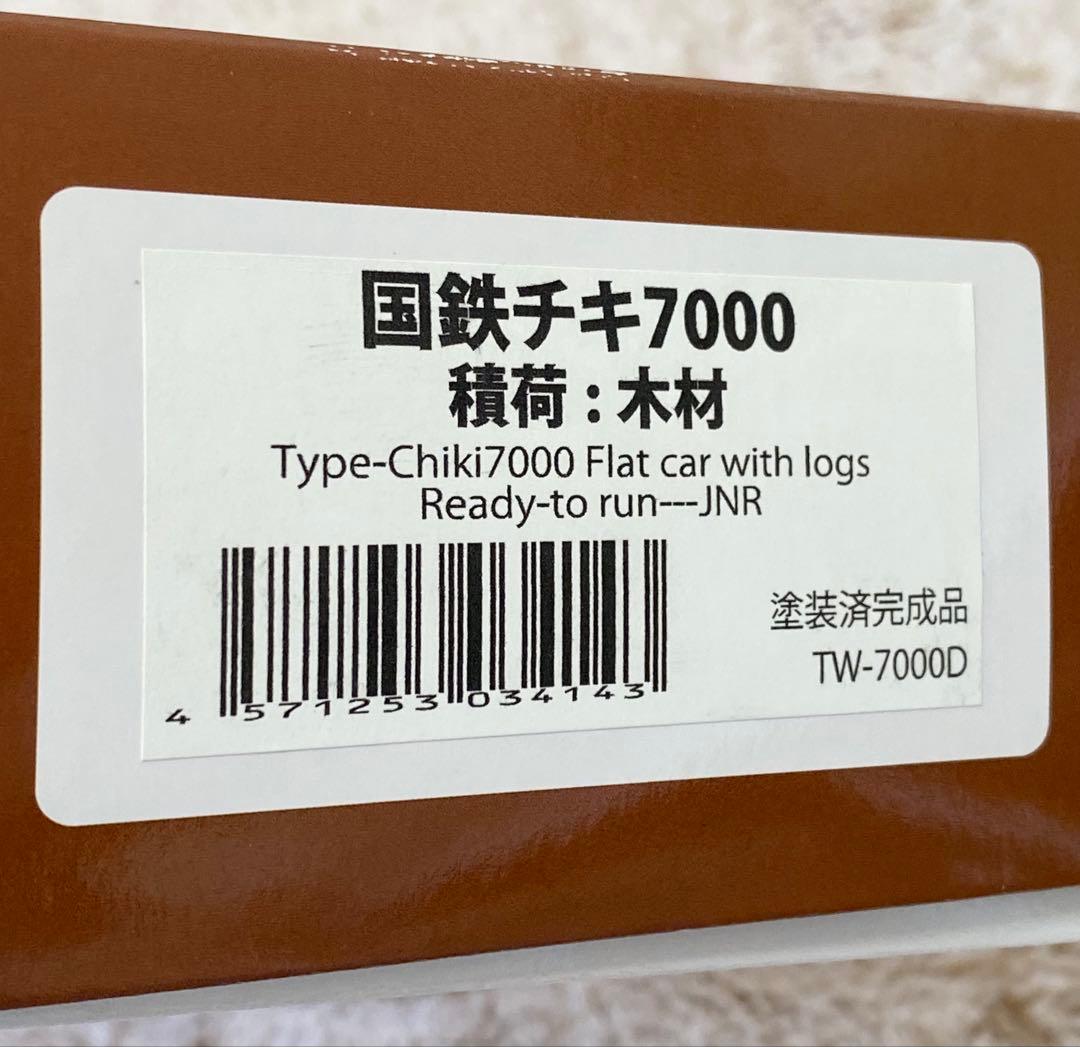 国鉄チキ7000
積荷：木材
Type-Chiki7000 Flat car with logs
Ready-to run---JNR
塗装済完成品
TW-7000D
4 571253 034143